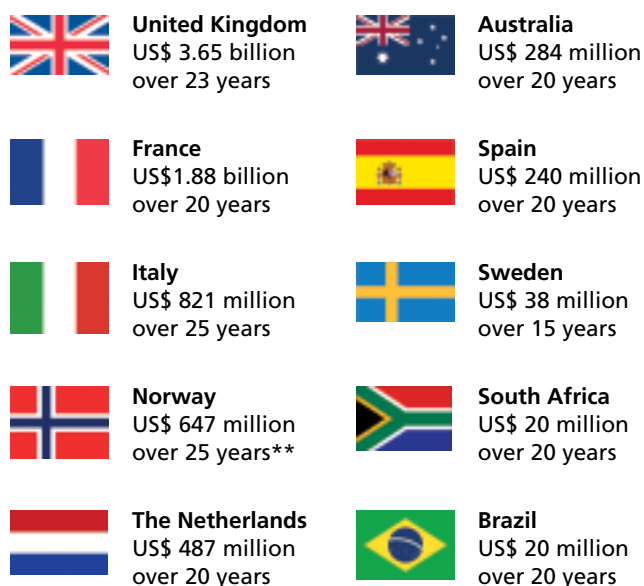 United Kingdom
US$ 3.65 billion
over 23 years
France
US$1.88 billion
over 20 years
Italy
US$ 821 million
over 25 years
Norway
US$ 647 million
over 25 years**
The Netherlands
US$ 487 million
over 20 years
Australia
US$ 284 million
over 20 years
Spain
US$ 240 million
over 20 years
Sweden
US$ 38 million
over 15 years
South Africa
US$ 20 million
over 20 years
Brazil
US$ 20 million
over 20 years